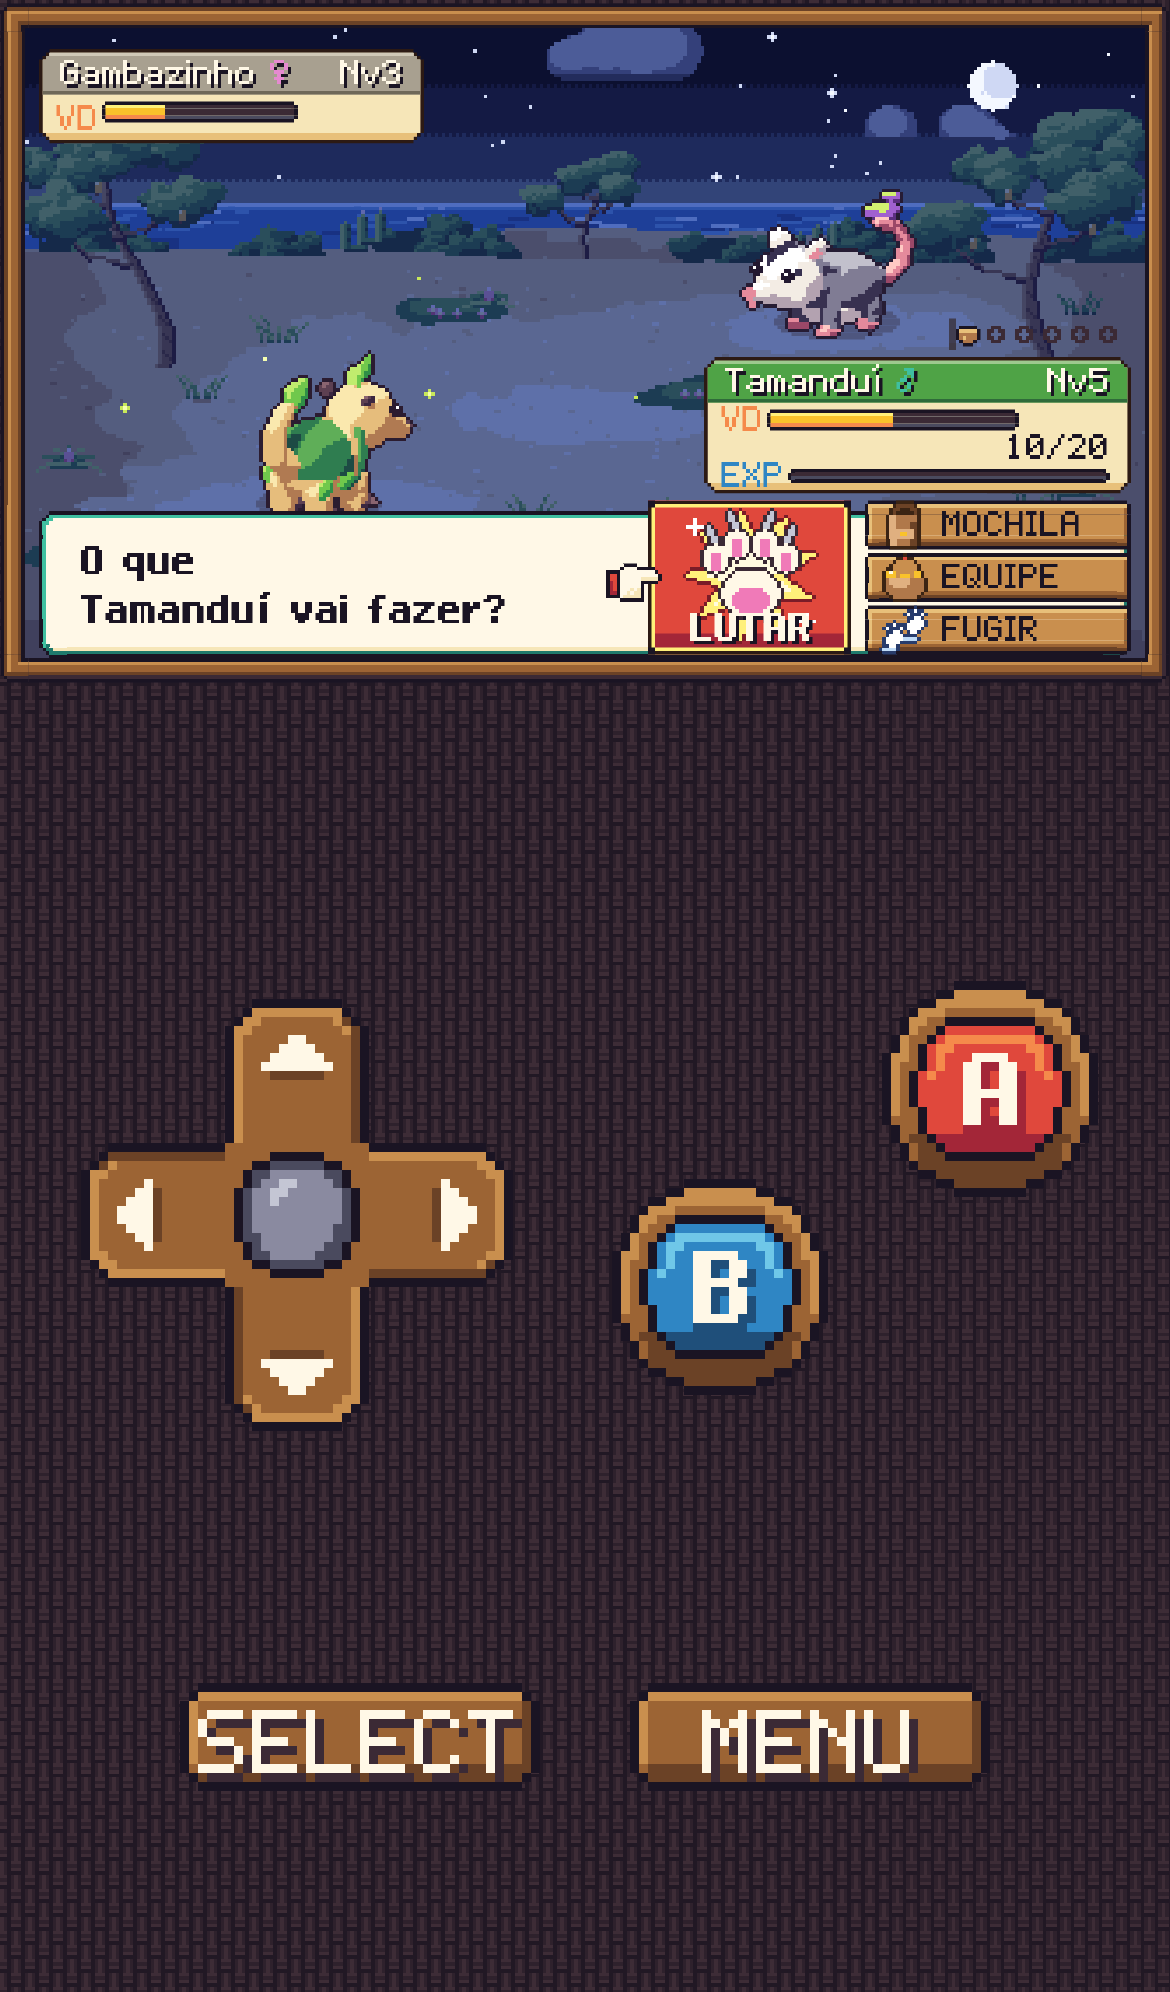 Gambazinho ♀ Nv3
VD
Tamanduí ♂ Nv5
VD
10/20
EXP
O que
Tamanduí vai fazer?
LUTAR
MOCHILA
EQUIPE
FUGIR
A
B
SELECT
MENU